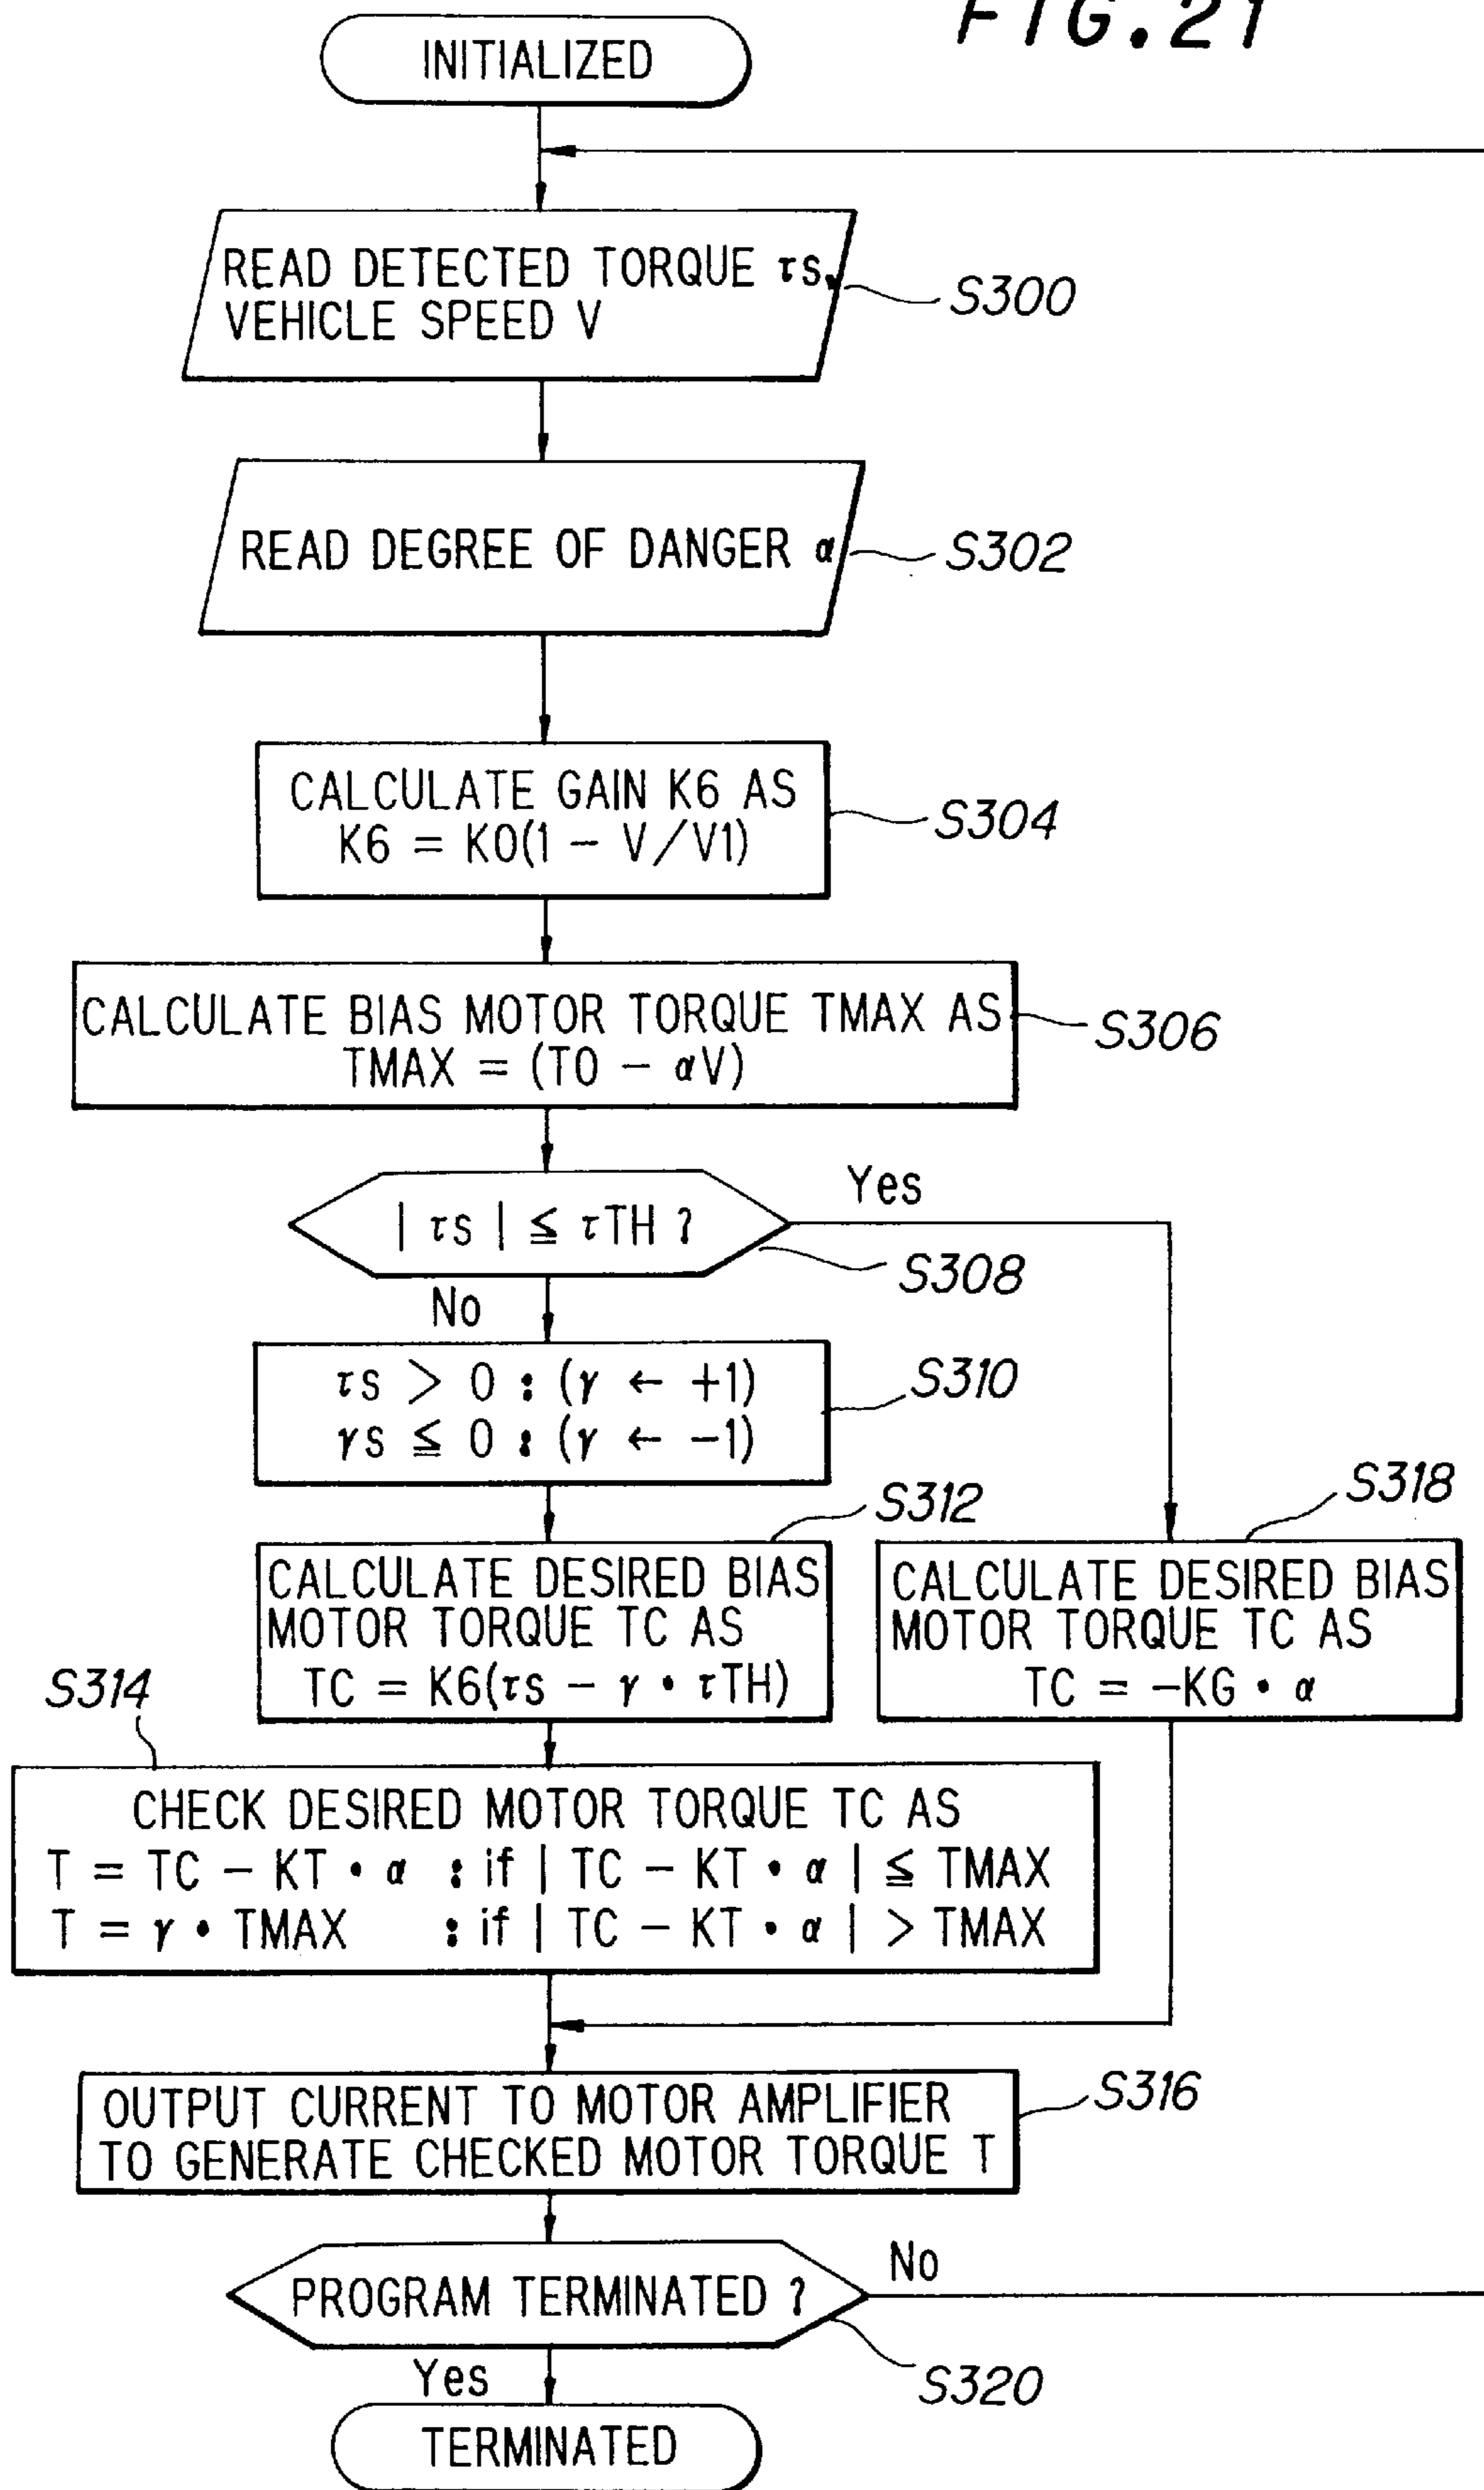 FIG.21
INITIALIZED
READ DETECTED TORQUE τs,
VEHICLE SPEED V
S300
READ DEGREE OF DANGER α
S302
CALCULATE GAIN K6 AS
K6 = K0(1 - V/V1)
S304
CALCULATE BIAS MOTOR TORQUE TMAX AS
TMAX = (T0 - αV)
S306
| τs | ≦ τTH ?
Yes
S308
No
τs > 0 : (γ ← +1)
γs ≦ 0 : (γ ← -1)
S310
S312
CALCULATE DESIRED BIAS
MOTOR TORQUE TC AS
TC = K6(τs - γ • τTH)
S318
CALCULATE DESIRED BIAS
MOTOR TORQUE TC AS
TC = -KG • α
S314
CHECK DESIRED MOTOR TORQUE TC AS
T = TC - KT • α : if | TC - KT • α | ≦ TMAX
T = γ • TMAX : if | TC - KT • α | > TMAX
OUTPUT CURRENT TO MOTOR AMPLIFIER
TO GENERATE CHECKED MOTOR TORQUE T
S316
PROGRAM TERMINATED ?
No
S320
Yes
TERMINATED